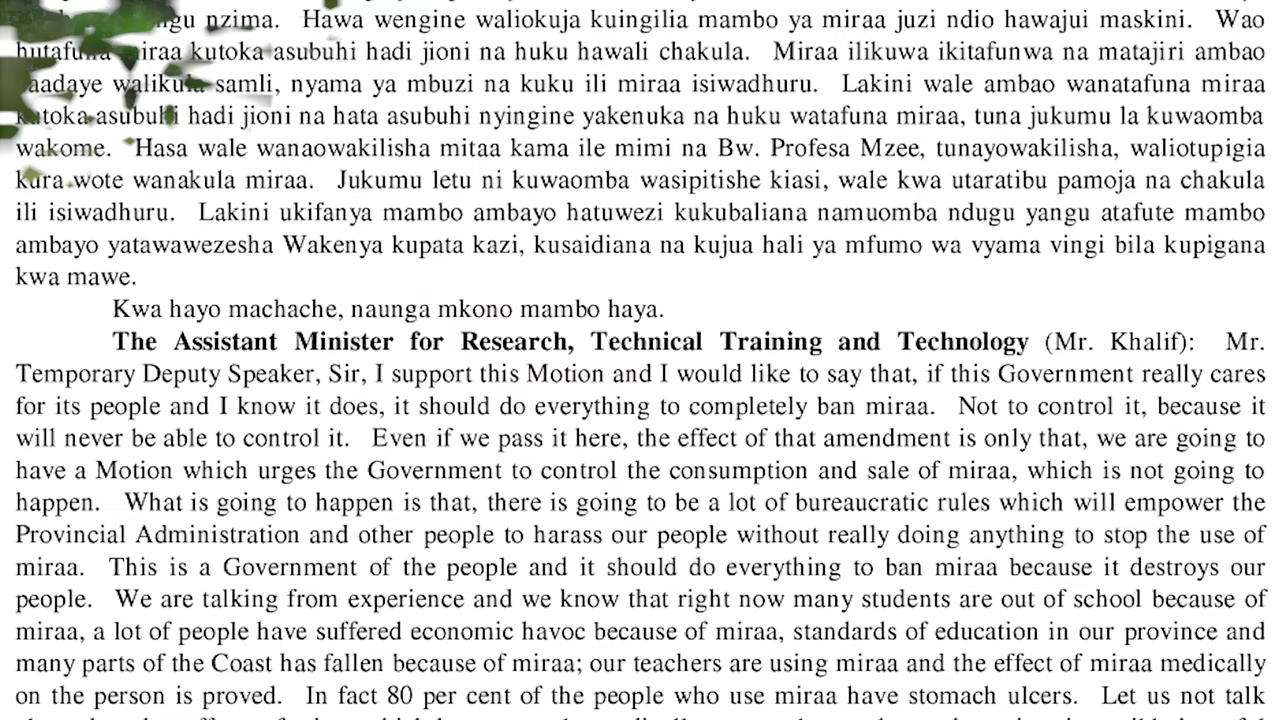 nzima. Hawa wengine waliokuja kuingilia mambo ya miraa juzi ndio hawajui maskini. Wao
hutafuna miraa kutoka asubuhi hadi jioni na huku hawali chakula. Miraa ilikuwa ikitafunwa na matajiri ambao
baadaye walikula samli, nyama ya mbuzi na kuku ili miraa isiwadhuru. Lakini wale ambao wanatafuna miraa
kutoka asubuhi hadi jioni na hata asubuhi nyingine yakenuka na huku watafuna miraa, tuna jukumu la kuwaomba
wakome. Hasa wale wanaowakilisha mitaa kama ile mimi na Bw. Profesa Mzee, tunayowakilisha, waliotupigia
kura wote wanakula miraa. Jukumu letu ni kuwaomba wasipitishe kiasi, wale kwa utaratibu pamoja na chakula
ili isiwadhuru. Lakini ukifanya mambo ambayo hatuwezi kukubaliana namuomba ndugu yangu atafute mambo
ambayo yatawawezesha Wakenya kupata kazi, kusaidiana na kujua hali ya mfumo wa vyama vingi bila kupigana
kwa mawe.
Kwa hayo machache, naunga mkono mambo haya.
The Assistant Minister for Research, Technical Training and Technology (Mr. Khalif): Mr.
Temporary Deputy Speaker, Sir, I support this Motion and I would like to say that, if this Government really cares
for its people and I know it does, it should do everything to completely ban miraa. Not to control it, because it
will never be able to control it. Even if we pass it here, the effect of that amendment is only that, we are going to
have a Motion which urges the Government to control the consumption and sale of miraa, which is not going to
happen. What is going to happen is that, there is going to be a lot of bureaucratic rules which will empower the
Provincial Administration and other people to harass our people without really doing anything to stop the use of
miraa. This is a Government of the people and it should do everything to ban miraa because it destroys our
people. We are talking from experience and we know that right now many students are out of school because of
miraa, a lot of people have suffered economic havoc because of miraa, standards of education in our province and
many parts of the Coast has fallen because of miraa; our teachers are using miraa and the effect of miraa medically
on the person is proved. In fact 80 per cent of the people who use miraa have stomach ulcers. Let us not talk